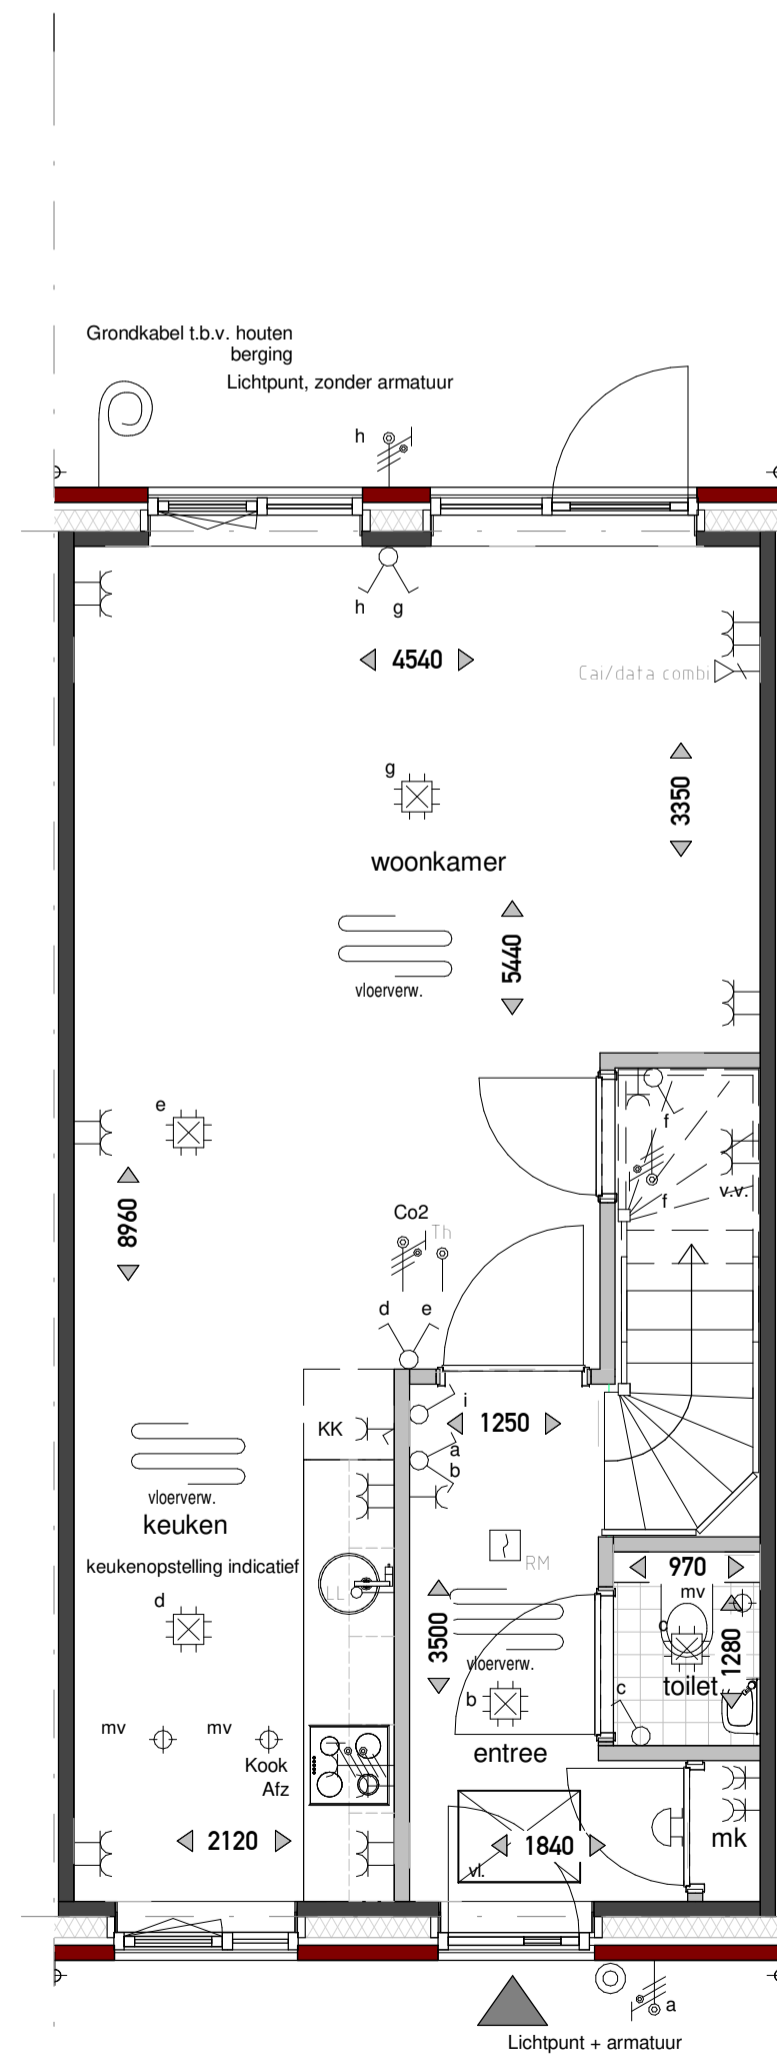 Grondkabel t.b.v. houten
berging
Lichtpunt, zonder armatuur
h
h g
4540
Cai/data combi
g
3350
woonkamer
5440
vloerverw.
e
f
v.v.
f
8960
Co2
Th
d e
i
KK
1250
a
b
vloerverw.
keuken
RM
keukenopstelling indicatief
970
mv
LL
d
3500
1280
vloerverw.
toilet
c
b
mv mv
entree
Kook
Afz
2120
1840
mk
vl.
a
Lichtpunt + armatuur